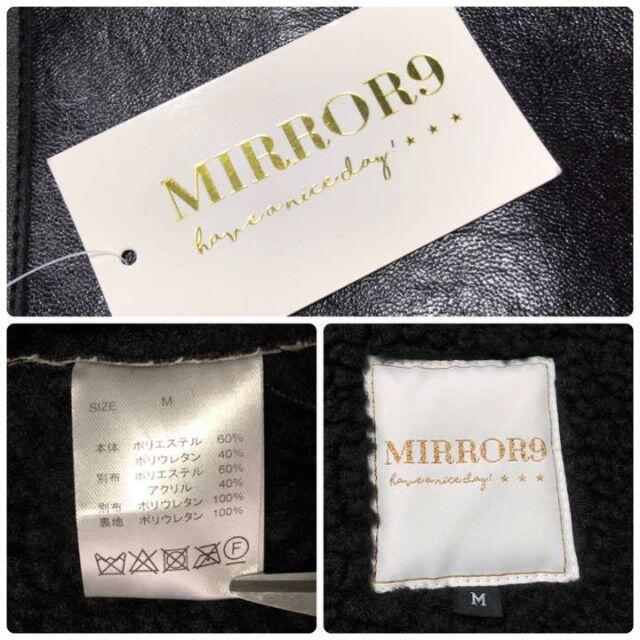 MIRROR9
have a nice day! ★ ★ ★
SIZE M
本体 ポリエステル 60%
ポリウレタン 40%
別布 ポリエステル 60%
アクリル 40%
別布 ポリウレタン 100%
裏地 ポリウレタン 100%
F
MIRROR9
have a nice day! ★ ★ ★
M